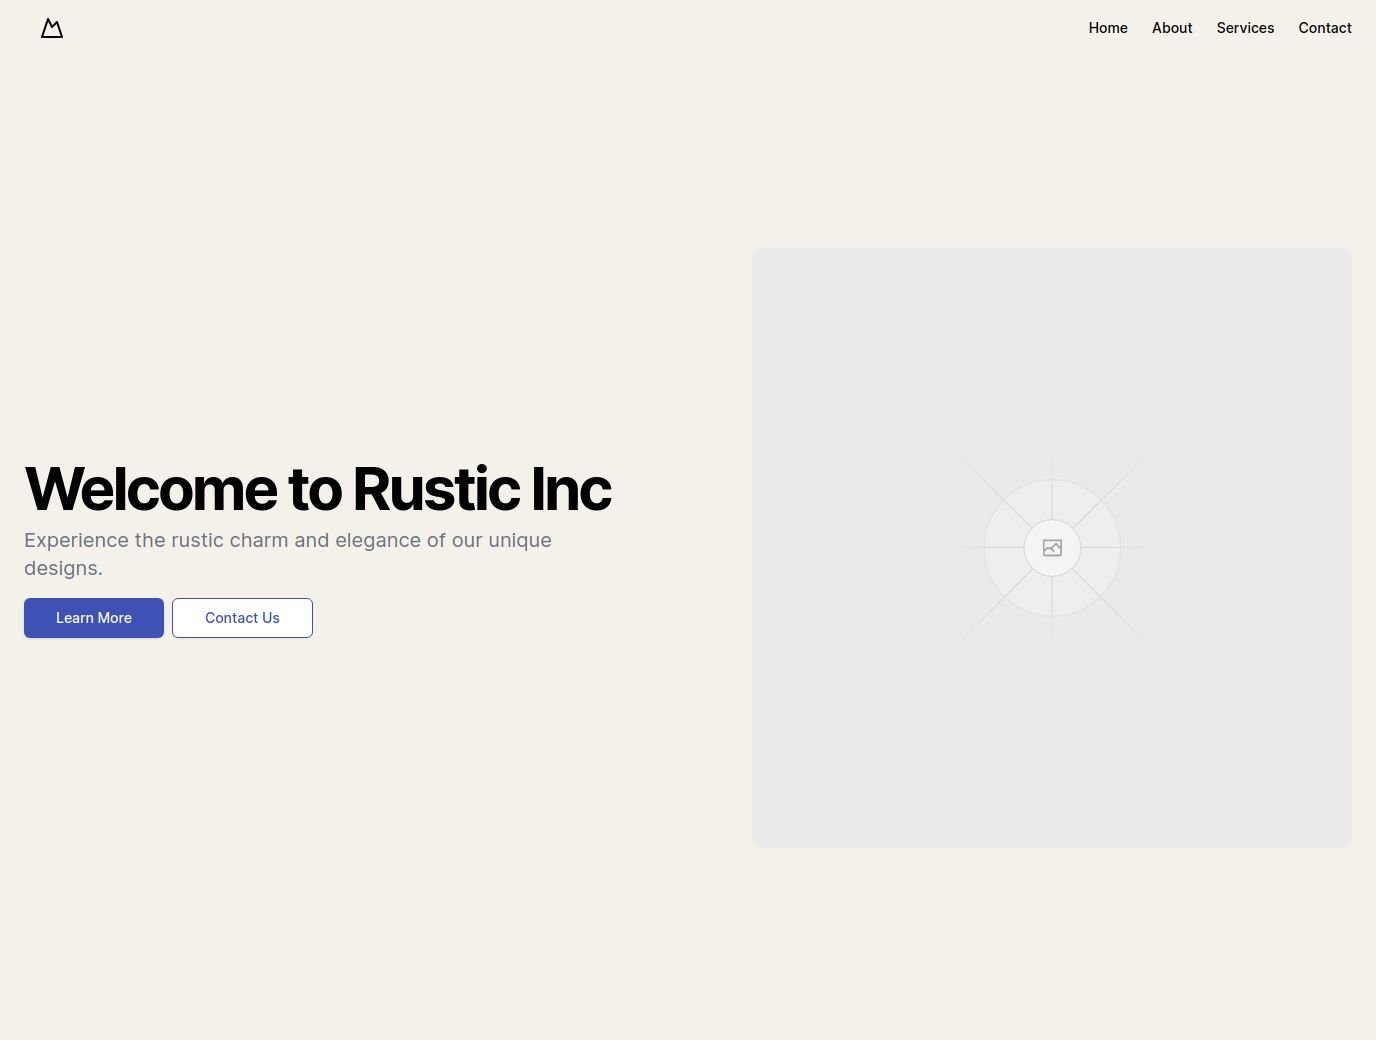 Home About Services Contact
Welcome to Rustic Inc
Experience the rustic charm and elegance of our unique
designs.
Learn More Contact Us